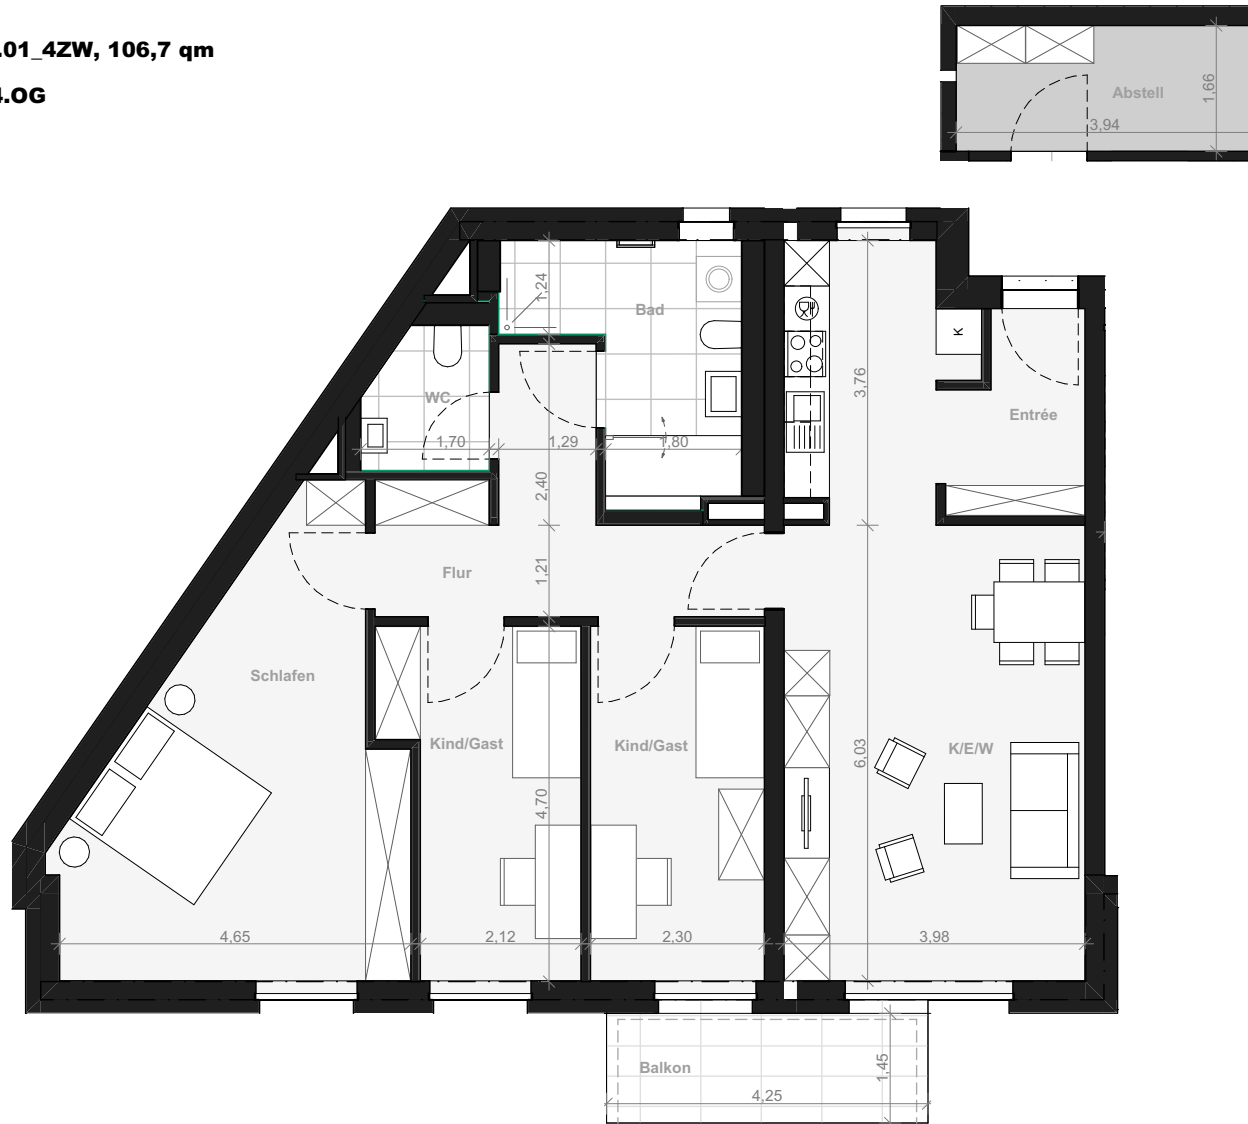 .01_4ZW, 106,7 qm
.OG
Abstell
1,66
3,94
1,24
Bad
3,76
K
WC
Entrée
1,70
1,29
1,80
2,40
Flur
1,21
Schlafen
Kind/Gast
Kind/Gast
K/E/W
6,03
4,70
4,65
2,12
2,30
3,98
Balkon
1,45
4,25